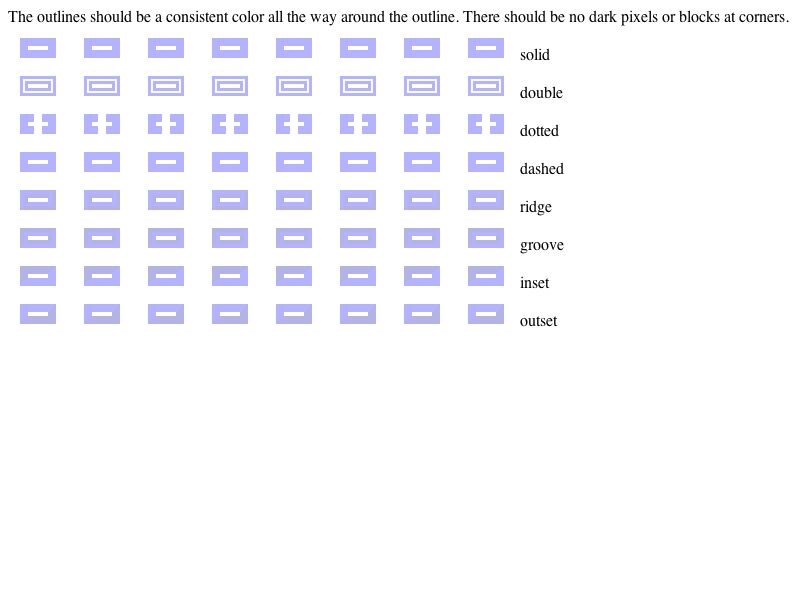 The outlines should be a consistent color all the way around the outline. There should be no dark pixels or blocks at corners.
solid
double
dotted
dashed
ridge
groove
inset
outset